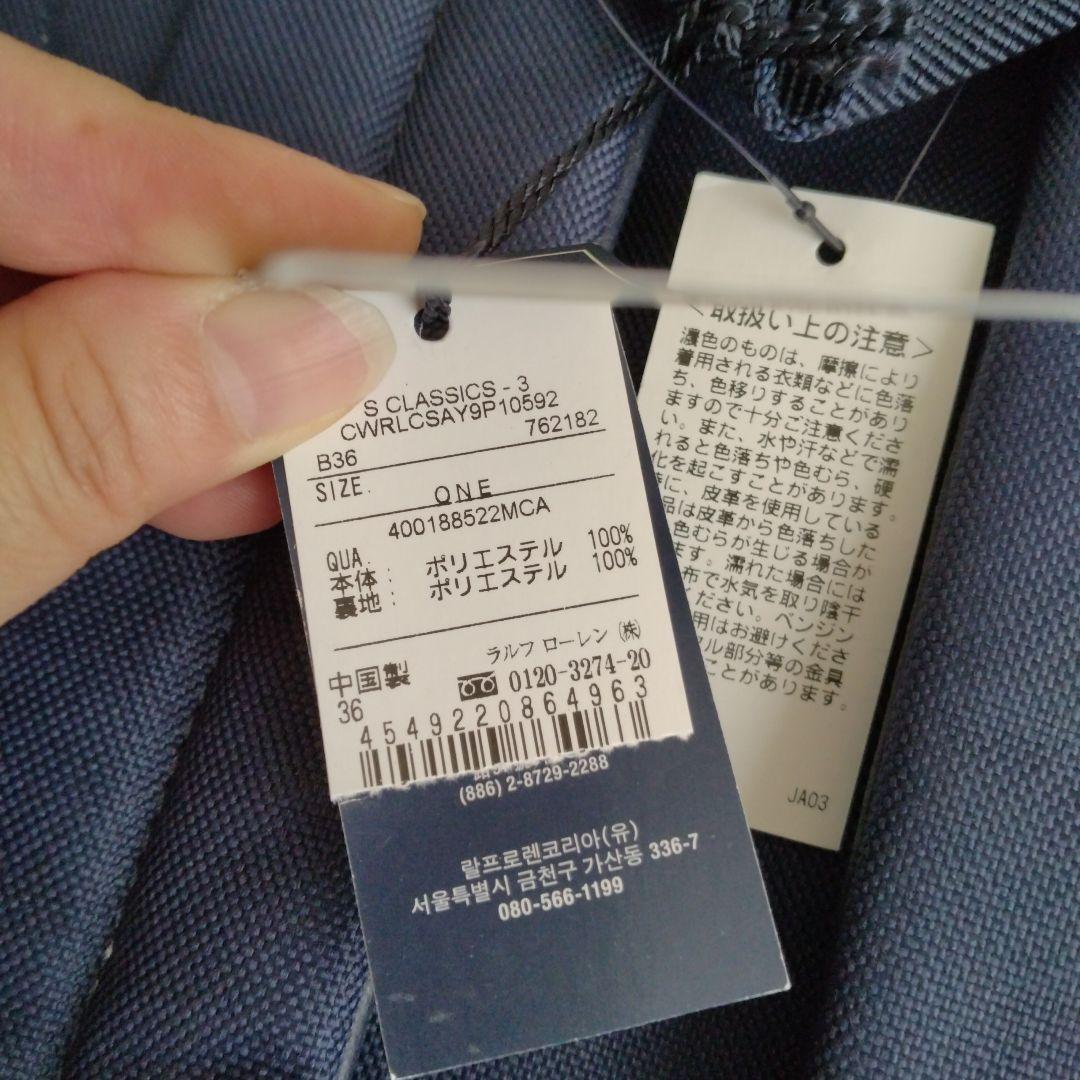 S CLASSICS - 3
CWRLCSAY9P10592
762182
B36
SIZE. ONE
400188522MCA
QUA.
本体: ポリエステル 100%
裏地: ポリエステル 100%
ラルフ ローレン(株)
中国製 0120-3274-20
36
4549220864963
(886) 2-8729-2288
랄프로렌코리아(유)
서울특별시 금천구 가산동 336-7
080-566-1199
<取扱い上の注意>
濃色のものは、摩擦により
着用される衣類などに色落
ち、色移りすることがあり
ますので十分ご注意くださ
い。また、水や汗などで濡
れると色落ちや色むら、硬
化を起こすことがあります。
に、皮革を使用している
品は皮革から色落ちした
色むらが生じる場合が
ます。濡れた場合には
布で水気を取り陰干
ください。ベンジン
用はお避けくださ
ル部分等の金具
ことがあります。
JA03